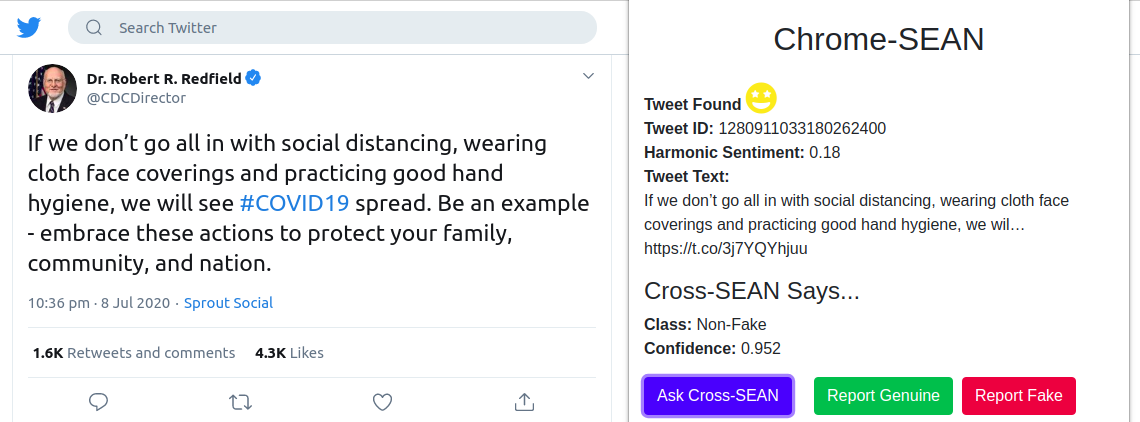 Search Twitter
Dr. Robert R. Redfield
@CDCDirector
If we don’t go all in with social distancing, wearing
cloth face coverings and practicing good hand
hygiene, we will see #COVID19 spread. Be an example
- embrace these actions to protect your family,
community, and nation.
10:36 pm · 8 Jul 2020 · Sprout Social
1.6K Retweets and comments 4.3K Likes
Chrome-SEAN
Tweet Found
Tweet ID: 1280911033180262400
Harmonic Sentiment: 0.18
Tweet Text:
If we don’t go all in with social distancing, wearing cloth face
coverings and practicing good hand hygiene, we wil…
https://t.co/3j7YQYhjuu
Cross-SEAN Says...
Class: Non-Fake
Confidence: 0.952
Ask Cross-SEAN Report Genuine Report Fake